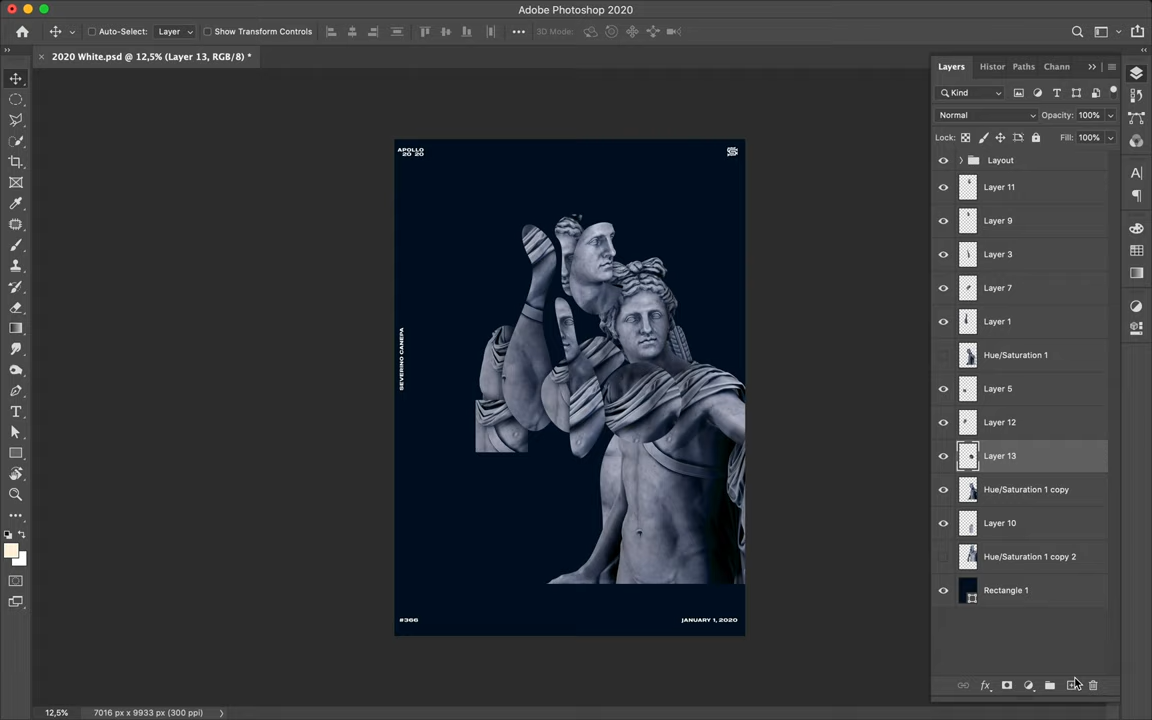 Adobe Photoshop 2020
Auto-Select: Layer Show Transform Controls 3D Mode:
2020 White.psd @ 12,5% (Layer 13, RGB/8) *
Layers Histor Paths Chann
Kind
Normal Opacity: 100%
Lock: Fill: 100%
Layout
Layer 11
Layer 9
Layer 3
Layer 7
Layer 1
Hue/Saturation 1
Layer 5
Layer 12
Layer 13
Hue/Saturation 1 copy
Layer 10
Hue/Saturation 1 copy 2
Rectangle 1
fx
APOLLO
20 20
SEVERINO CANEPA
#366
JANUARY 1, 2020
12,5% 7016 px x 9933 px (300 ppi)